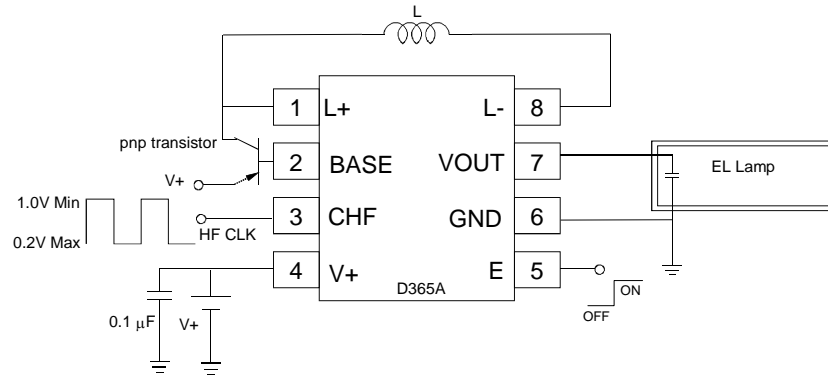 L
1 L+ L- 8
pnp transistor
2 BASE VOUT 7
EL Lamp
V+
1.0V Min
3 CHF GND 6
HF CLK
0.2V Max
4 V+ E 5
D365A
ON
OFF
0.1 μF V+